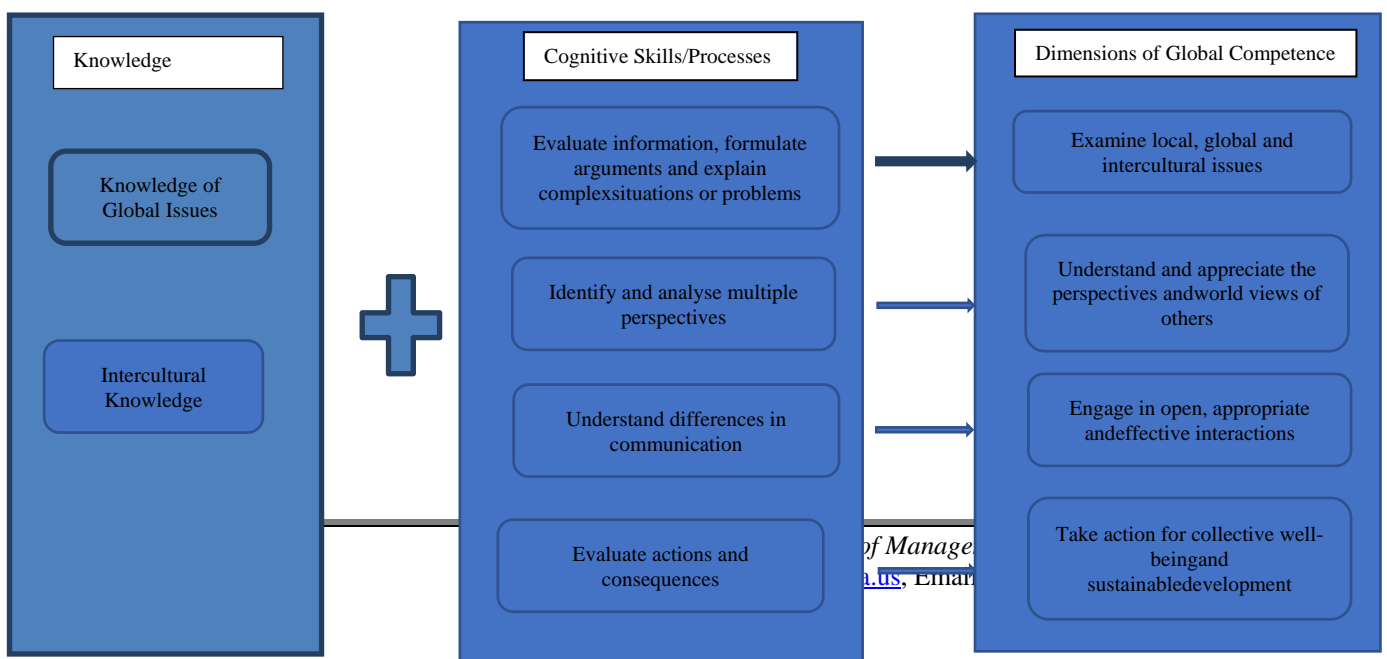 Knowledge
Knowledge of
Global Issues
Intercultural
Knowledge
Cognitive Skills/Processes
Evaluate information, formulate
arguments and explain
complexsituations or problems
Identify and analyse multiple
perspectives
Understand differences in
communication
Evaluate actions and
consequences
Dimensions of Global Competence
Examine local, global and
intercultural issues
Understand and appreciate the
perspectives andworld views of
others
Engage in open, appropriate
andeffective interactions
Take action for collective well-
beingand
sustainabledevelopment
of Manage
a.us, Email